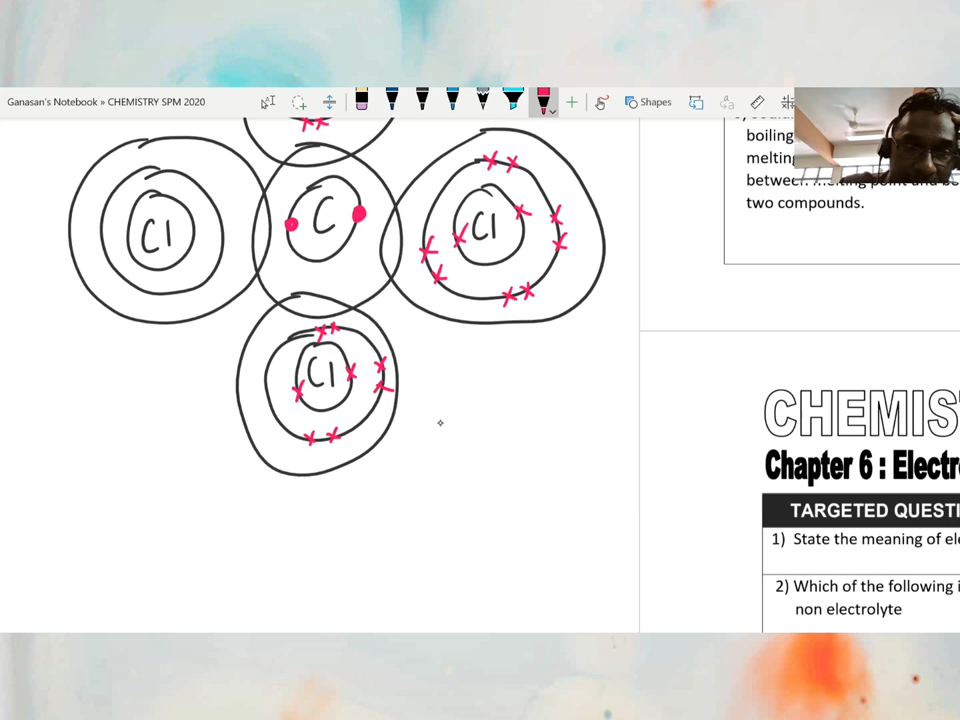 Ganasan's Notebook » CHEMISTRY SPM 2020
Shapes
Cl
C
Cl
Cl
boiling
melting
two compounds.
CHEMIS
Chapter 6 : Electr
TARGETED QUESTI
1) State the meaning of el
2) Which of the following i
non electrolyte